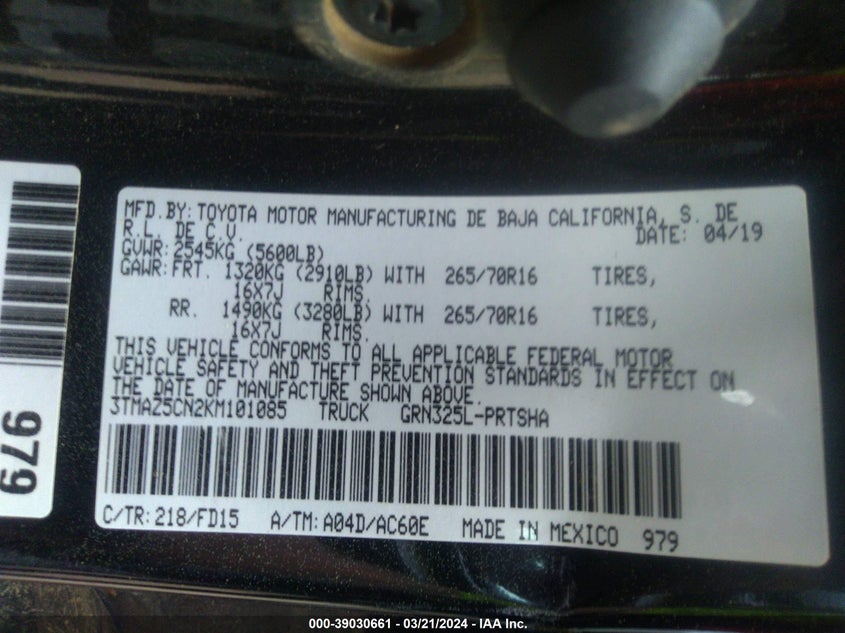 MFD.BY: TOYOTA MOTOR MANUFACTURING DE BAJA CALIFORNIA, S. DE
R.L. DE C.V. DATE: 04/19
GVWR: 2545KG (5600LB)
GAWR: FRT. 1320KG (2910LB) WITH 265/70R16 TIRES,
16X7J RIMS,
RR. 1490KG (3280LB) WITH 265/70R16 TIRES,
16X7J RIMS.
THIS VEHICLE CONFORMS TO ALL APPLICABLE FEDERAL MOTOR
VEHICLE SAFETY AND THEFT PREVENTION STANDARDS IN EFFECT ON
THE DATE OF MANUFACTURE SHOWN ABOVE.
3TMAZ5CN2KM101085 TRUCK GRN325L-PRTSHA
C/TR: 218/FD15 A/TM: A04D/AC60E MADE IN MEXICO 979
979
000-39030661 - 03/21/2024 - IAA Inc.